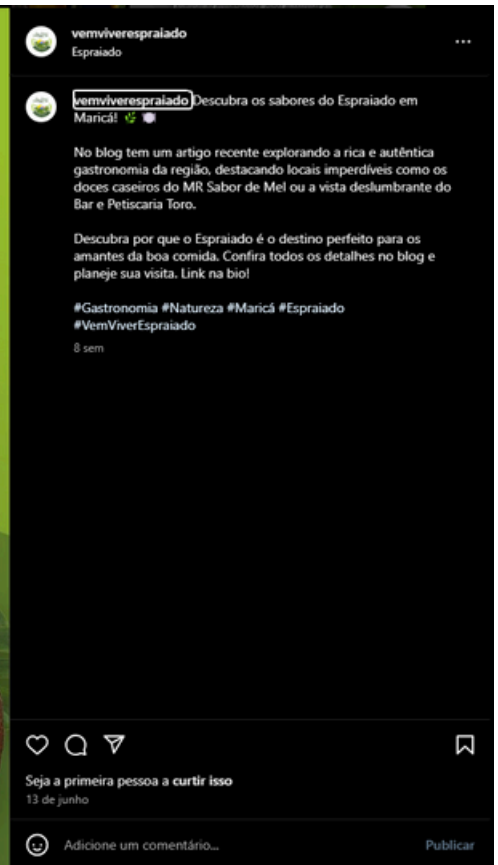 vemviverespraiado
Espraiado
vemviverespraiado Descubra os sabores do Espraiado em
Maricá! 🌿 🍽️
No blog tem um artigo recente explorando a rica e autêntica
gastronomia da região, destacando locais imperdíveis como os
doces caseiros do MR Sabor de Mel ou a vista deslumbrante do
Bar e Petiscaria Toro.
Descubra por que o Espraiado é o destino perfeito para os
amantes da boa comida. Confira todos os detalhes no blog e
planeje sua visita. Link na bio!
#Gastronomia #Natureza #Maricá #Espraiado
#VemViverEspraiado
8 sem
Seja a primeira pessoa a curtir isso
13 de junho
Adicione um comentário...
Publicar